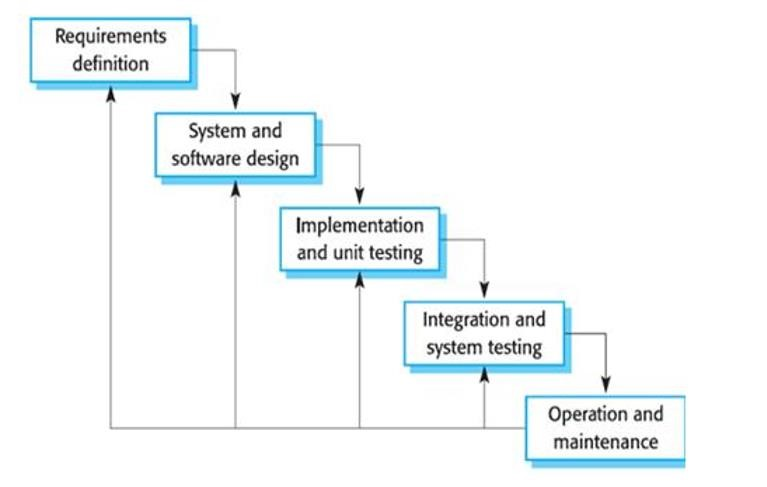 Requirements
definition
System and
software design
Implementation
and unit testing
Integration and
system testing
Operation and
maintenance